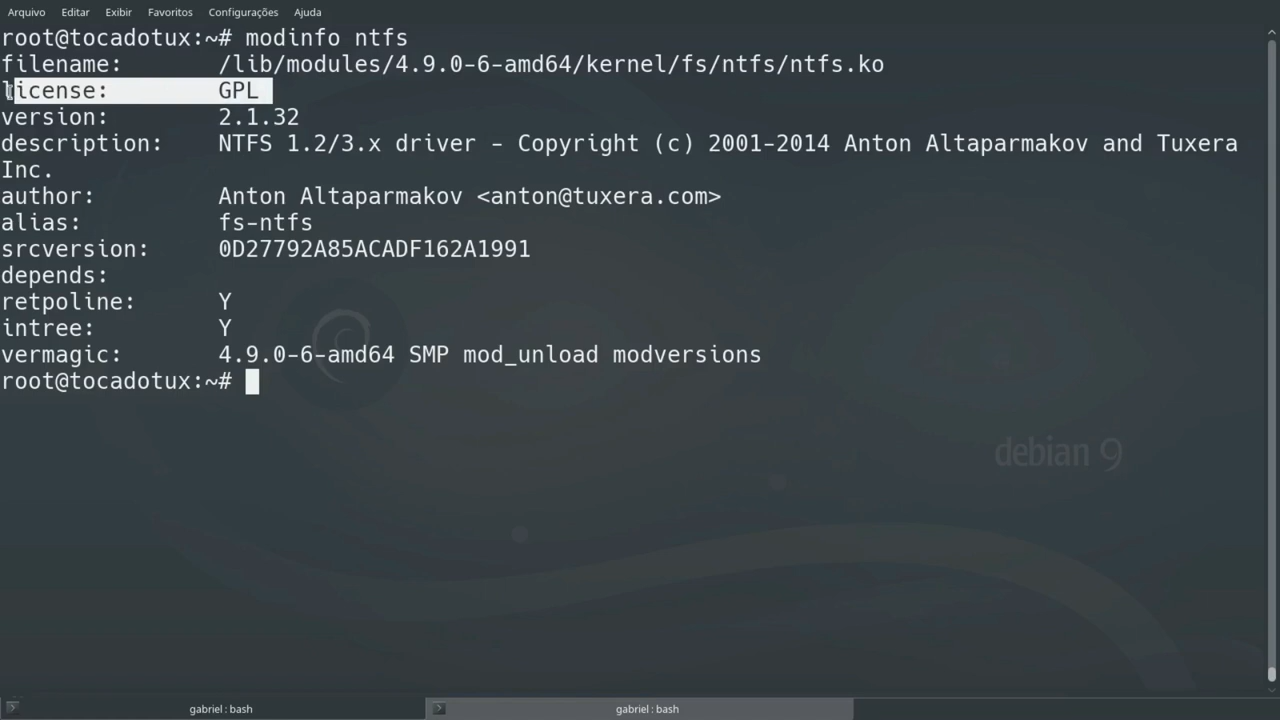 Arquivo Editar Exibir Favoritos Configurações Ajuda
root@tocadotux:~# modinfo ntfs
filename: /lib/modules/4.9.0-6-amd64/kernel/fs/ntfs/ntfs.ko
license: GPL
version: 2.1.32
description: NTFS 1.2/3.x driver - Copyright (c) 2001-2014 Anton Altaparmakov and Tuxera
Inc.
author: Anton Altaparmakov <anton@tuxera.com>
alias: fs-ntfs
srcversion: 0D27792A85ACADF162A1991
depends:
retpoline: Y
intree: Y
vermagic: 4.9.0-6-amd64 SMP mod_unload modversions
root@tocadotux:~#
debian 9
gabriel : bash gabriel : bash